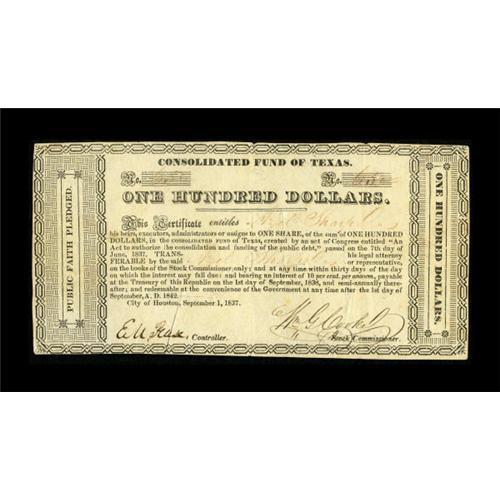 CONSOLIDATED FUND OF TEXAS.
No. No.
ONE HUNDRED DOLLARS.
This Certificate entitles
his heirs, executors, administrators or assigns to ONE SHARE, of the sum of ONE HUNDRED
DOLLARS, in the CONSOLIDATED FUND of Texas, created by an act of Congress entitled "An
Act to authorize the consolidation and funding of the public debt," passed on the 7th day of
June, 1837. TRANS- his legal attorney
FERABLE by the said or representative,
on the books of the Stock Commissioner only; and at any time within thirty days of the day
on which interest falls due: and bearing an interest of 10 per cent. per annum, payable
at the Treasury of this Republic on the 1st day of September, 1838, and semi-annually there-
after; and redeemable at the convenience of the Government at any time after the 1st day of
September, A. D. 1842.
City of Houston, September 1, 1837.
Controller.
Stock Commissioner.
PUBLIC FAITH PLEDGED.
ONE HUNDRED DOLLARS.